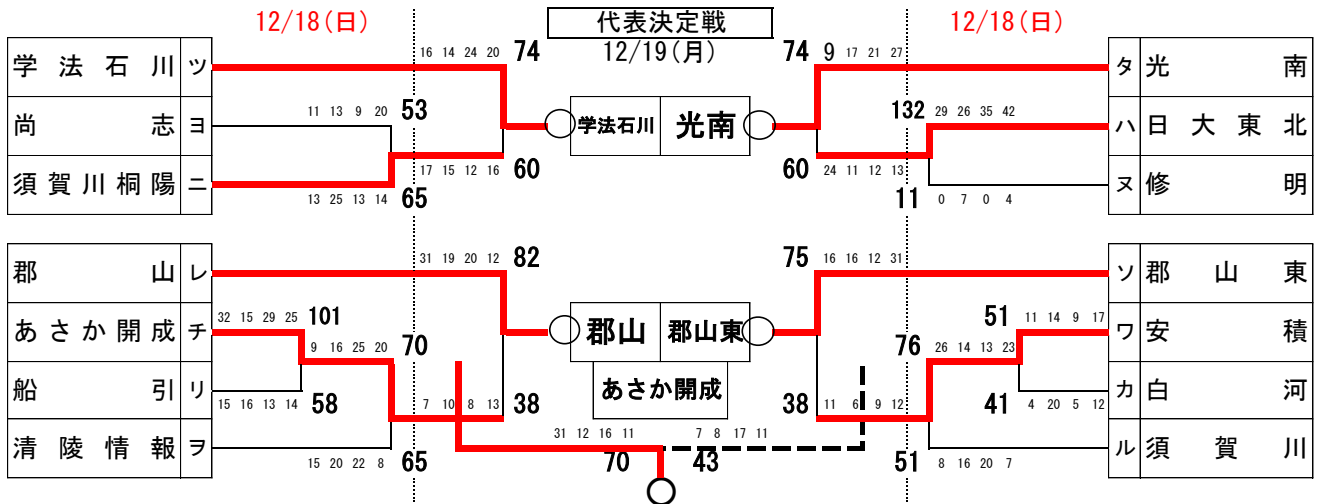 12/18(日) 代表決定戦 12/18(日)
12/19(月)
学法石川 ツ 16 14 24 20 74 74 9 17 21 27 タ 光南
尚志 ヨ 11 13 9 20 53 学法石川 光南 132 29 26 35 42 ハ 日大東北
須賀川桐陽 ニ 17 15 12 16 60 60 24 11 12 13 ヌ 修明
13 25 13 14 65 11 0 7 0 4
郡山 レ 31 19 20 12 82 75 16 16 12 31 ソ 郡山東
あさか開成 チ 32 15 29 25 101 郡山 郡山東 51 11 14 9 17 ワ 安積
9 16 25 20 70 76 26 14 13 23
船引 リ あさか開成 カ 白河
15 16 13 14 58 7 10 8 13 38 38 11 6 9 12 41 4 20 5 12
清陵情報 ヲ 31 12 16 11 7 8 17 11 ル 須賀川
15 20 22 8 65 70 43 51 8 16 20 7